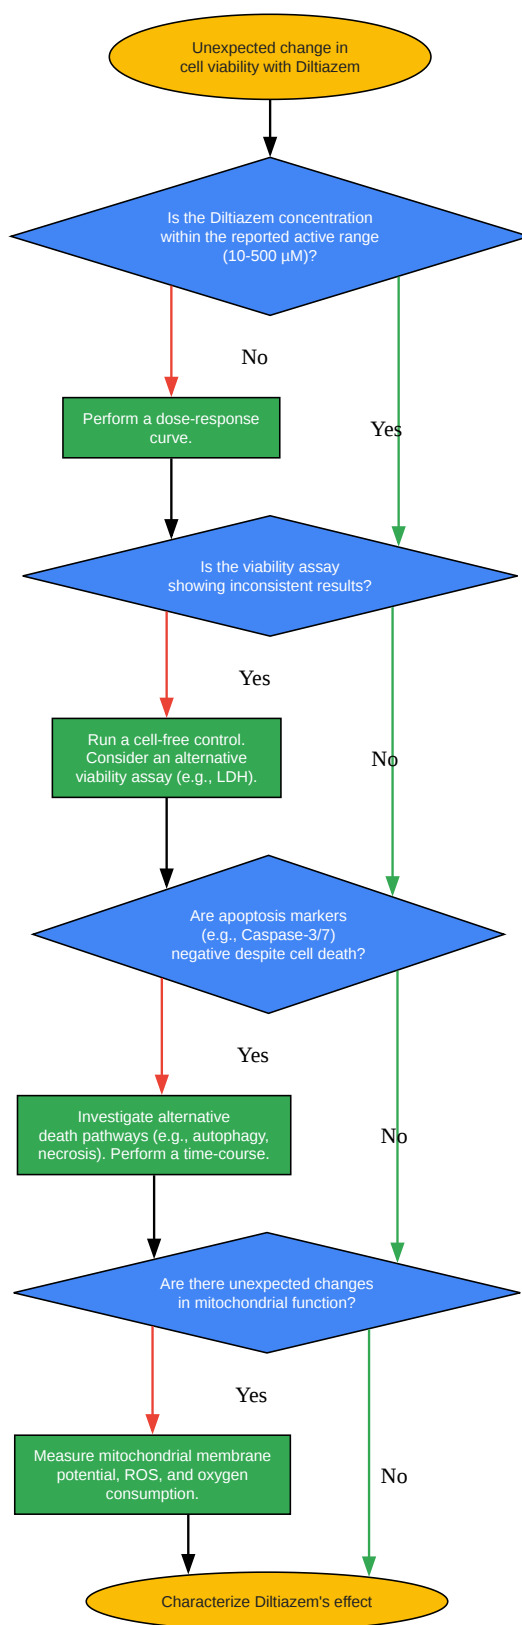 Unexpected change in
cell viability with Diltiazem
Is the Diltiazem concentration
within the reported active range
(10-500 µM)?
No
Yes
Perform a dose-response
curve.
Is the viability assay
showing inconsistent results?
Yes
No
Run a cell-free control.
Consider an alternative
viability assay (e.g., LDH).
Are apoptosis markers
(e.g., Caspase-3/7)
negative despite cell death?
Yes
No
Investigate alternative
death pathways (e.g., autophagy,
necrosis). Perform a time-course.
Are there unexpected changes
in mitochondrial function?
Yes
No
Measure mitochondrial membrane
potential, ROS, and oxygen
consumption.
Characterize Diltiazem's effect